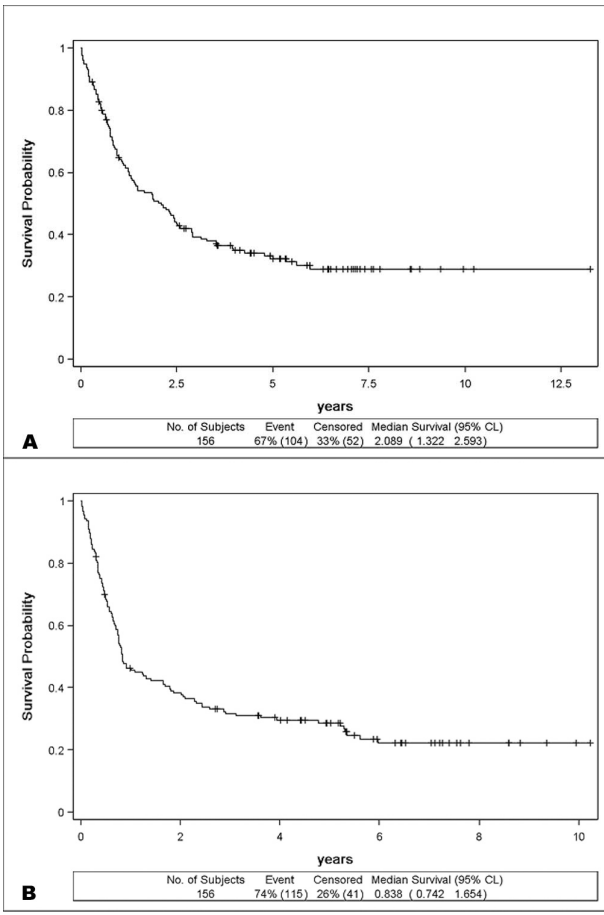 1
0.8
0.6
0.4
0.2
0
Survival Probability
0 2.5 5 7.5 10 12.5
years
A
No. of Subjects Event Censored Median Survival (95% CL)
156 67% (104) 33% (52) 2.089 ( 1.322 2.593)
1
0.8
0.6
0.4
0.2
0
Survival Probability
0 2 4 6 8 10
years
B
No. of Subjects Event Censored Median Survival (95% CL)
156 74% (115) 26% (41) 0.838 ( 0.742 1.654)